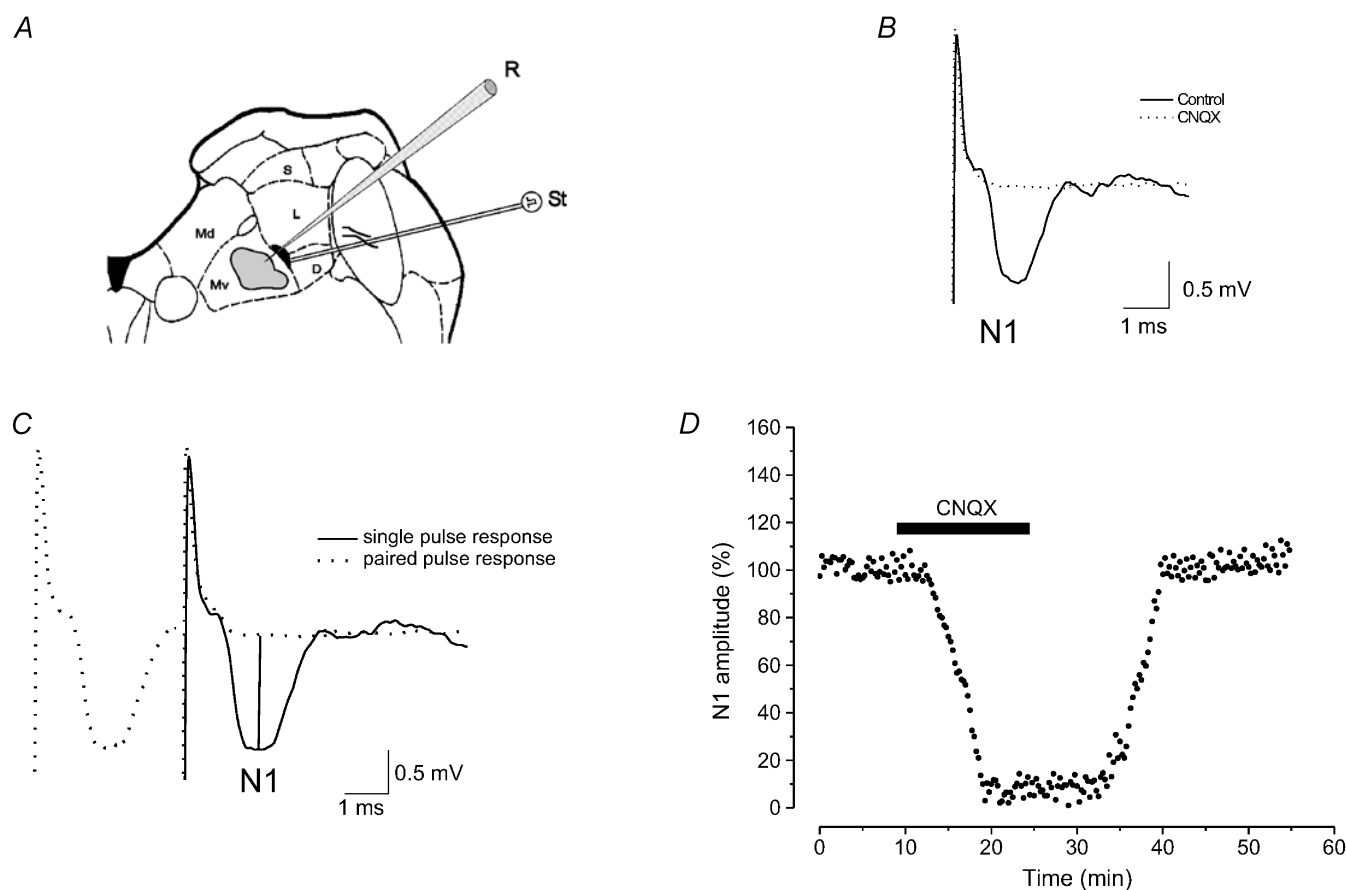 A
R
St
S
L
Md
D
Mv
B
Control
CNQX
0.5 mV
1 ms
N1
C
single pulse response
paired pulse response
N1
0.5 mV
1 ms
D
160
140
120
100
80
60
40
20
0
N1 amplitude (%)
CNQX
0 10 20 30 40 50 60
Time (min)